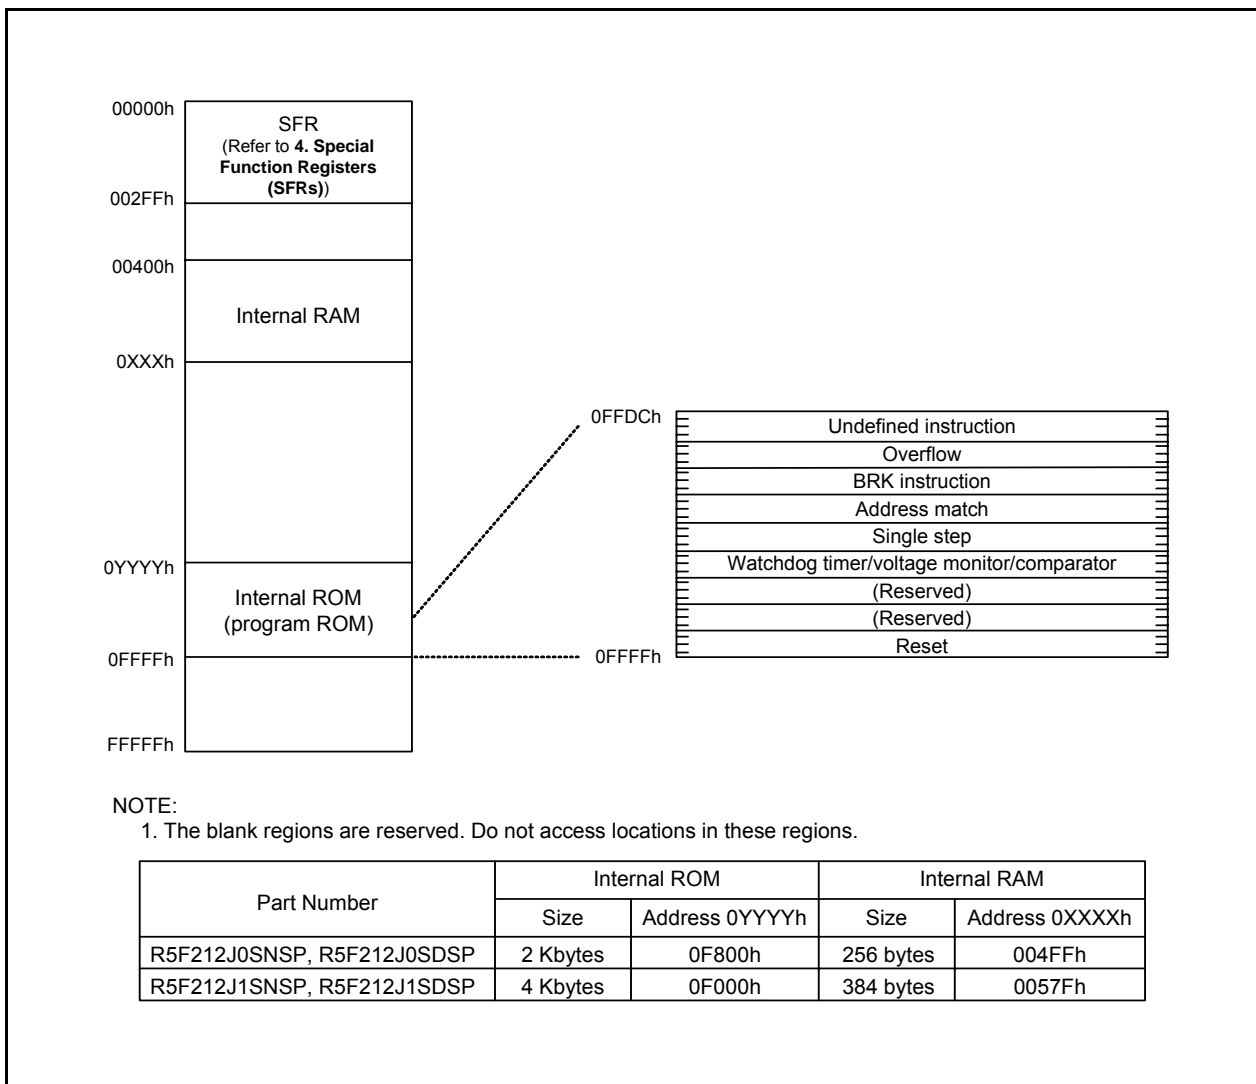 00000h
SFR
(Refer to 4. Special
Function Registers
(SFRs))
002FFh
00400h
Internal RAM
0XXXh
0YYYYh
Internal ROM
(program ROM)
0FFFFh
FFFFFh
0FFDCh
Undefined instruction
Overflow
BRK instruction
Address match
Single step
Watchdog timer/voltage monitor/comparator
(Reserved)
(Reserved)
Reset
0FFFFh
NOTE:
1. The blank regions are reserved. Do not access locations in these regions.
Part Number Internal ROM Internal RAM
Size Address 0YYYYh Size Address 0XXXXh
R5F212J0SNSP, R5F212J0SDSP 2 Kbytes 0F800h 256 bytes 004FFh
R5F212J1SNSP, R5F212J1SDSP 4 Kbytes 0F000h 384 bytes 0057Fh